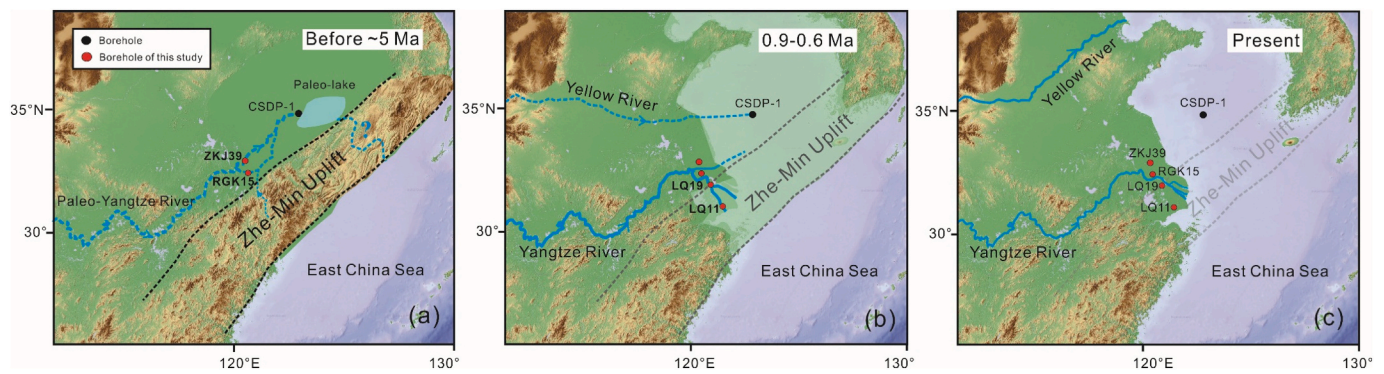 Before ~5 Ma
Borehole
Borehole of this study
Paleo-lake
CSDP-1
35°N
ZKJ39
RGK15
Paleo-Yangtze River
Zhe-Min Uplift
?
30°
East China Sea
(a)
120°E
130°
0.9-0.6 Ma
Yellow River
CSDP-1
35°N
LQ19
LQ11
Zhe-Min Uplift
30°
Yangtze River
East China Sea
(b)
120°E
130°
Present
Yellow River
35°N
CSDP-1
ZKJ39
RGK15
LQ19
LQ11
Zhe-Min Uplift
30°
Yangtze River
East China Sea
(c)
120°E
130°